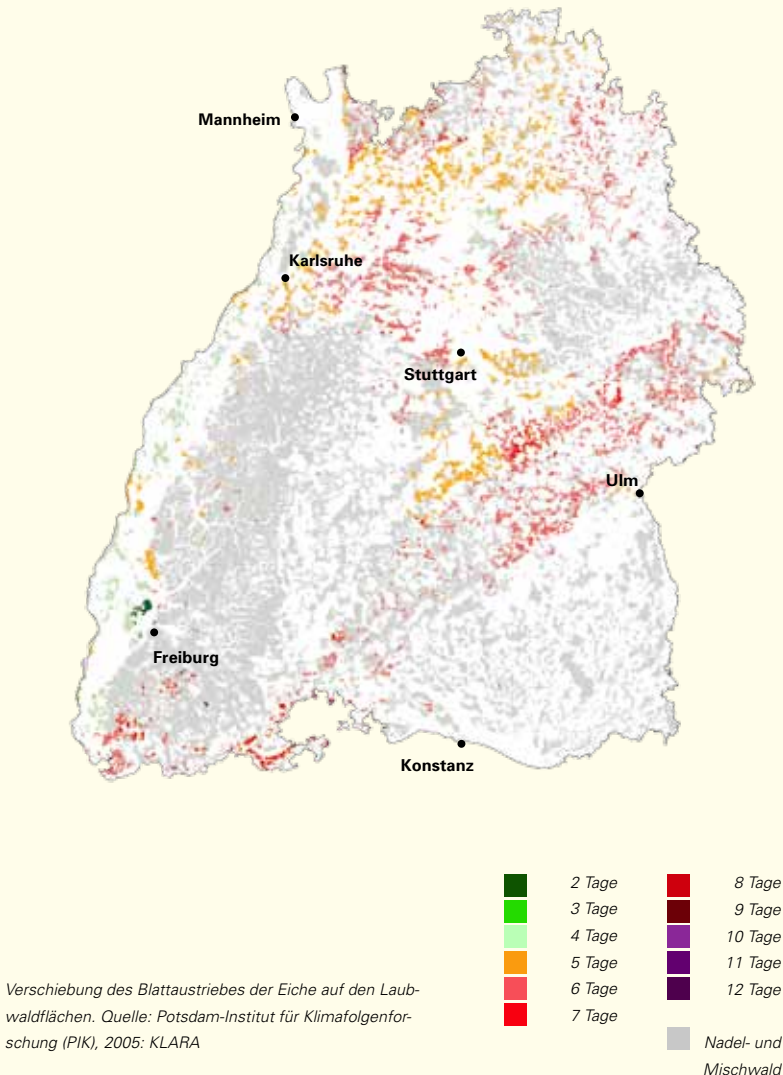 Mannheim
Karlsruhe
Stuttgart
Ulm
Freiburg
Konstanz
2 Tage
3 Tage
4 Tage
5 Tage
6 Tage
7 Tage
8 Tage
9 Tage
10 Tage
11 Tage
12 Tage
Nadel- und
Mischwald
Verschiebung des Blattaustriebes der Eiche auf den Laub-
waldflächen. Quelle: Potsdam-Institut für Klimafolgenfor-
schung (PIK), 2005: KLARA